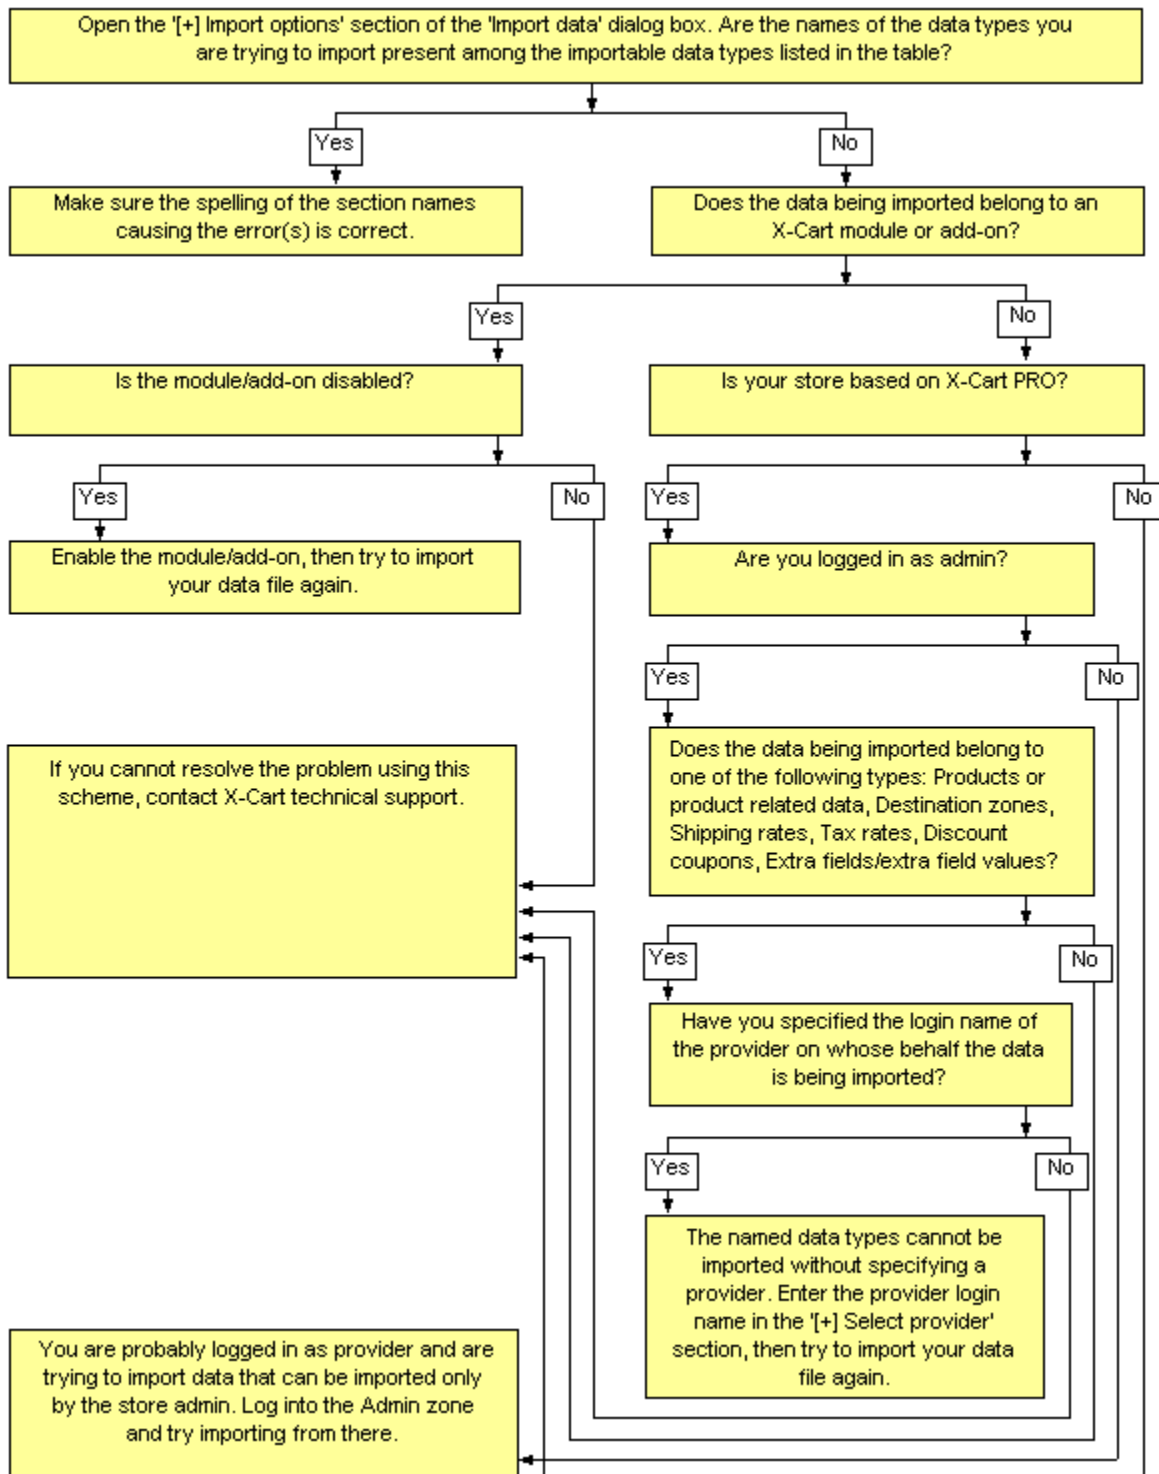 Open the '[+] Import options' section of the 'Import data' dialog box. Are the names of the data types you
are trying to import present among the importable data types listed in the table?
Yes
No
Make sure the spelling of the section names
causing the error(s) is correct.
Does the data being imported belong to an
X-Cart module or add-on?
Yes
No
Is the module/add-on disabled?
Is your store based on X-Cart PRO?
Yes
No
Yes
No
Enable the module/add-on, then try to import
your data file again.
Are you logged in as admin?
Yes
No
If you cannot resolve the problem using this
scheme, contact X-Cart technical support.
Does the data being imported belong to
one of the following types: Products or
product related data, Destination zones,
Shipping rates, Tax rates, Discount
coupons, Extra fields/extra field values?
Yes
No
Have you specified the login name of
the provider on whose behalf the data
is being imported?
Yes
No
The named data types cannot be
imported without specifying a
provider. Enter the provider login
name in the '[+] Select provider'
section, then try to import your data
file again.
You are probably logged in as provider and are
trying to import data that can be imported only
by the store admin. Log into the Admin zone
and try importing from there.